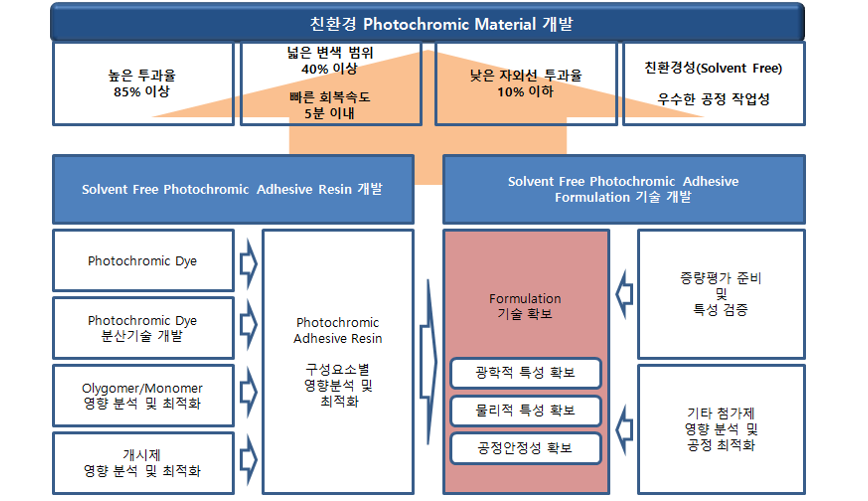 친환경 Photochromic Material 개발
높은 투과율
85% 이상
넓은 변색 범위
40% 이상
빠른 회복속도
5분 이내
낮은 자외선 투과율
10% 이하
친환경성(Solvent Free)
우수한 공정 작업성
Solvent Free Photochromic Adhesive Resin 개발
Solvent Free Photochromic Adhesive
Formulation 기술 개발
Photochromic Dye
Photochromic Dye
분산기술 개발
Olygomer/Monomer
영향 분석 및 최적화
개시제
영향 분석 및 최적화
Photochromic
Adhesive Resin
구성요소별
영향분석 및
최적화
Formulation
기술 확보
광학적 특성 확보
물리적 특성 확보
공정안정성 확보
증량평가 준비
및
특성 검증
기타 첨가제
영향 분석 및
공정 최적화